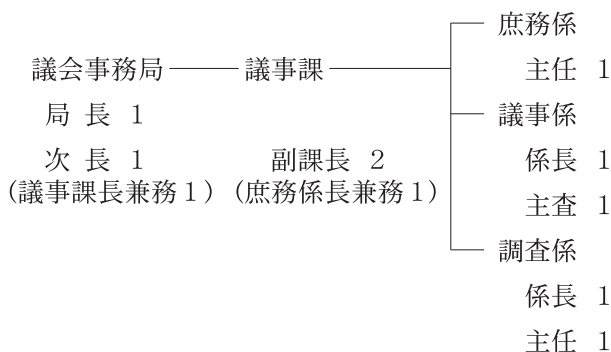 庶務係
議会事務局 議事課
主任 1
局 長 1
議事係
次 長 1 副課長 2
係長 1
(議事課長兼務1) (庶務係長兼務1)
主査 1
調査係
係長 1
主任 1